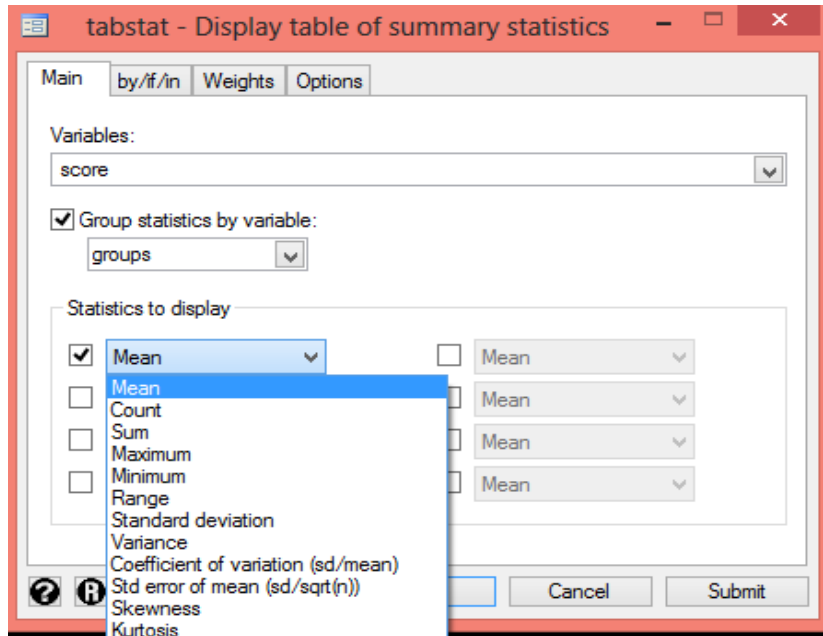 tabstat - Display table of summary statistics
Main by/if/in Weights Options
Variables:
score
Group statistics by variable:
groups
Statistics to display
Mean Mean
Mean
Count Mean
Sum
Maximum Mean
Minimum
Range Mean
Standard deviation
Variance
Coefficient of variation (sd/mean)
Std error of mean (sd/sqrt(n))
? R Cancel Submit
Skewness
Kurtosis